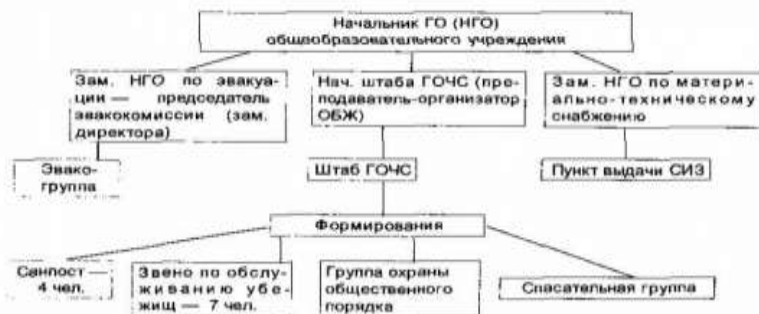 Начальник ГО (НГО)
общеобразовательного учреждения
Зам. НГО по эвакуа-
ции — председатель
эвакокомиссии (зам.
директора)
Нач. штаба ГОЧС (пре-
подаватель-организатор
ОБЖ)
Зам. НГО по матери-
ально-техническому
снабжению
Эвако-
группа
Штаб ГОЧС
Пункт выдачи СИЗ
Формирования
Санпост —
4 чел.
Звено по обслу-
живанию убе-
жищ — 7 чел.
Группа охраны
общественного
порядка
Спасательная группа